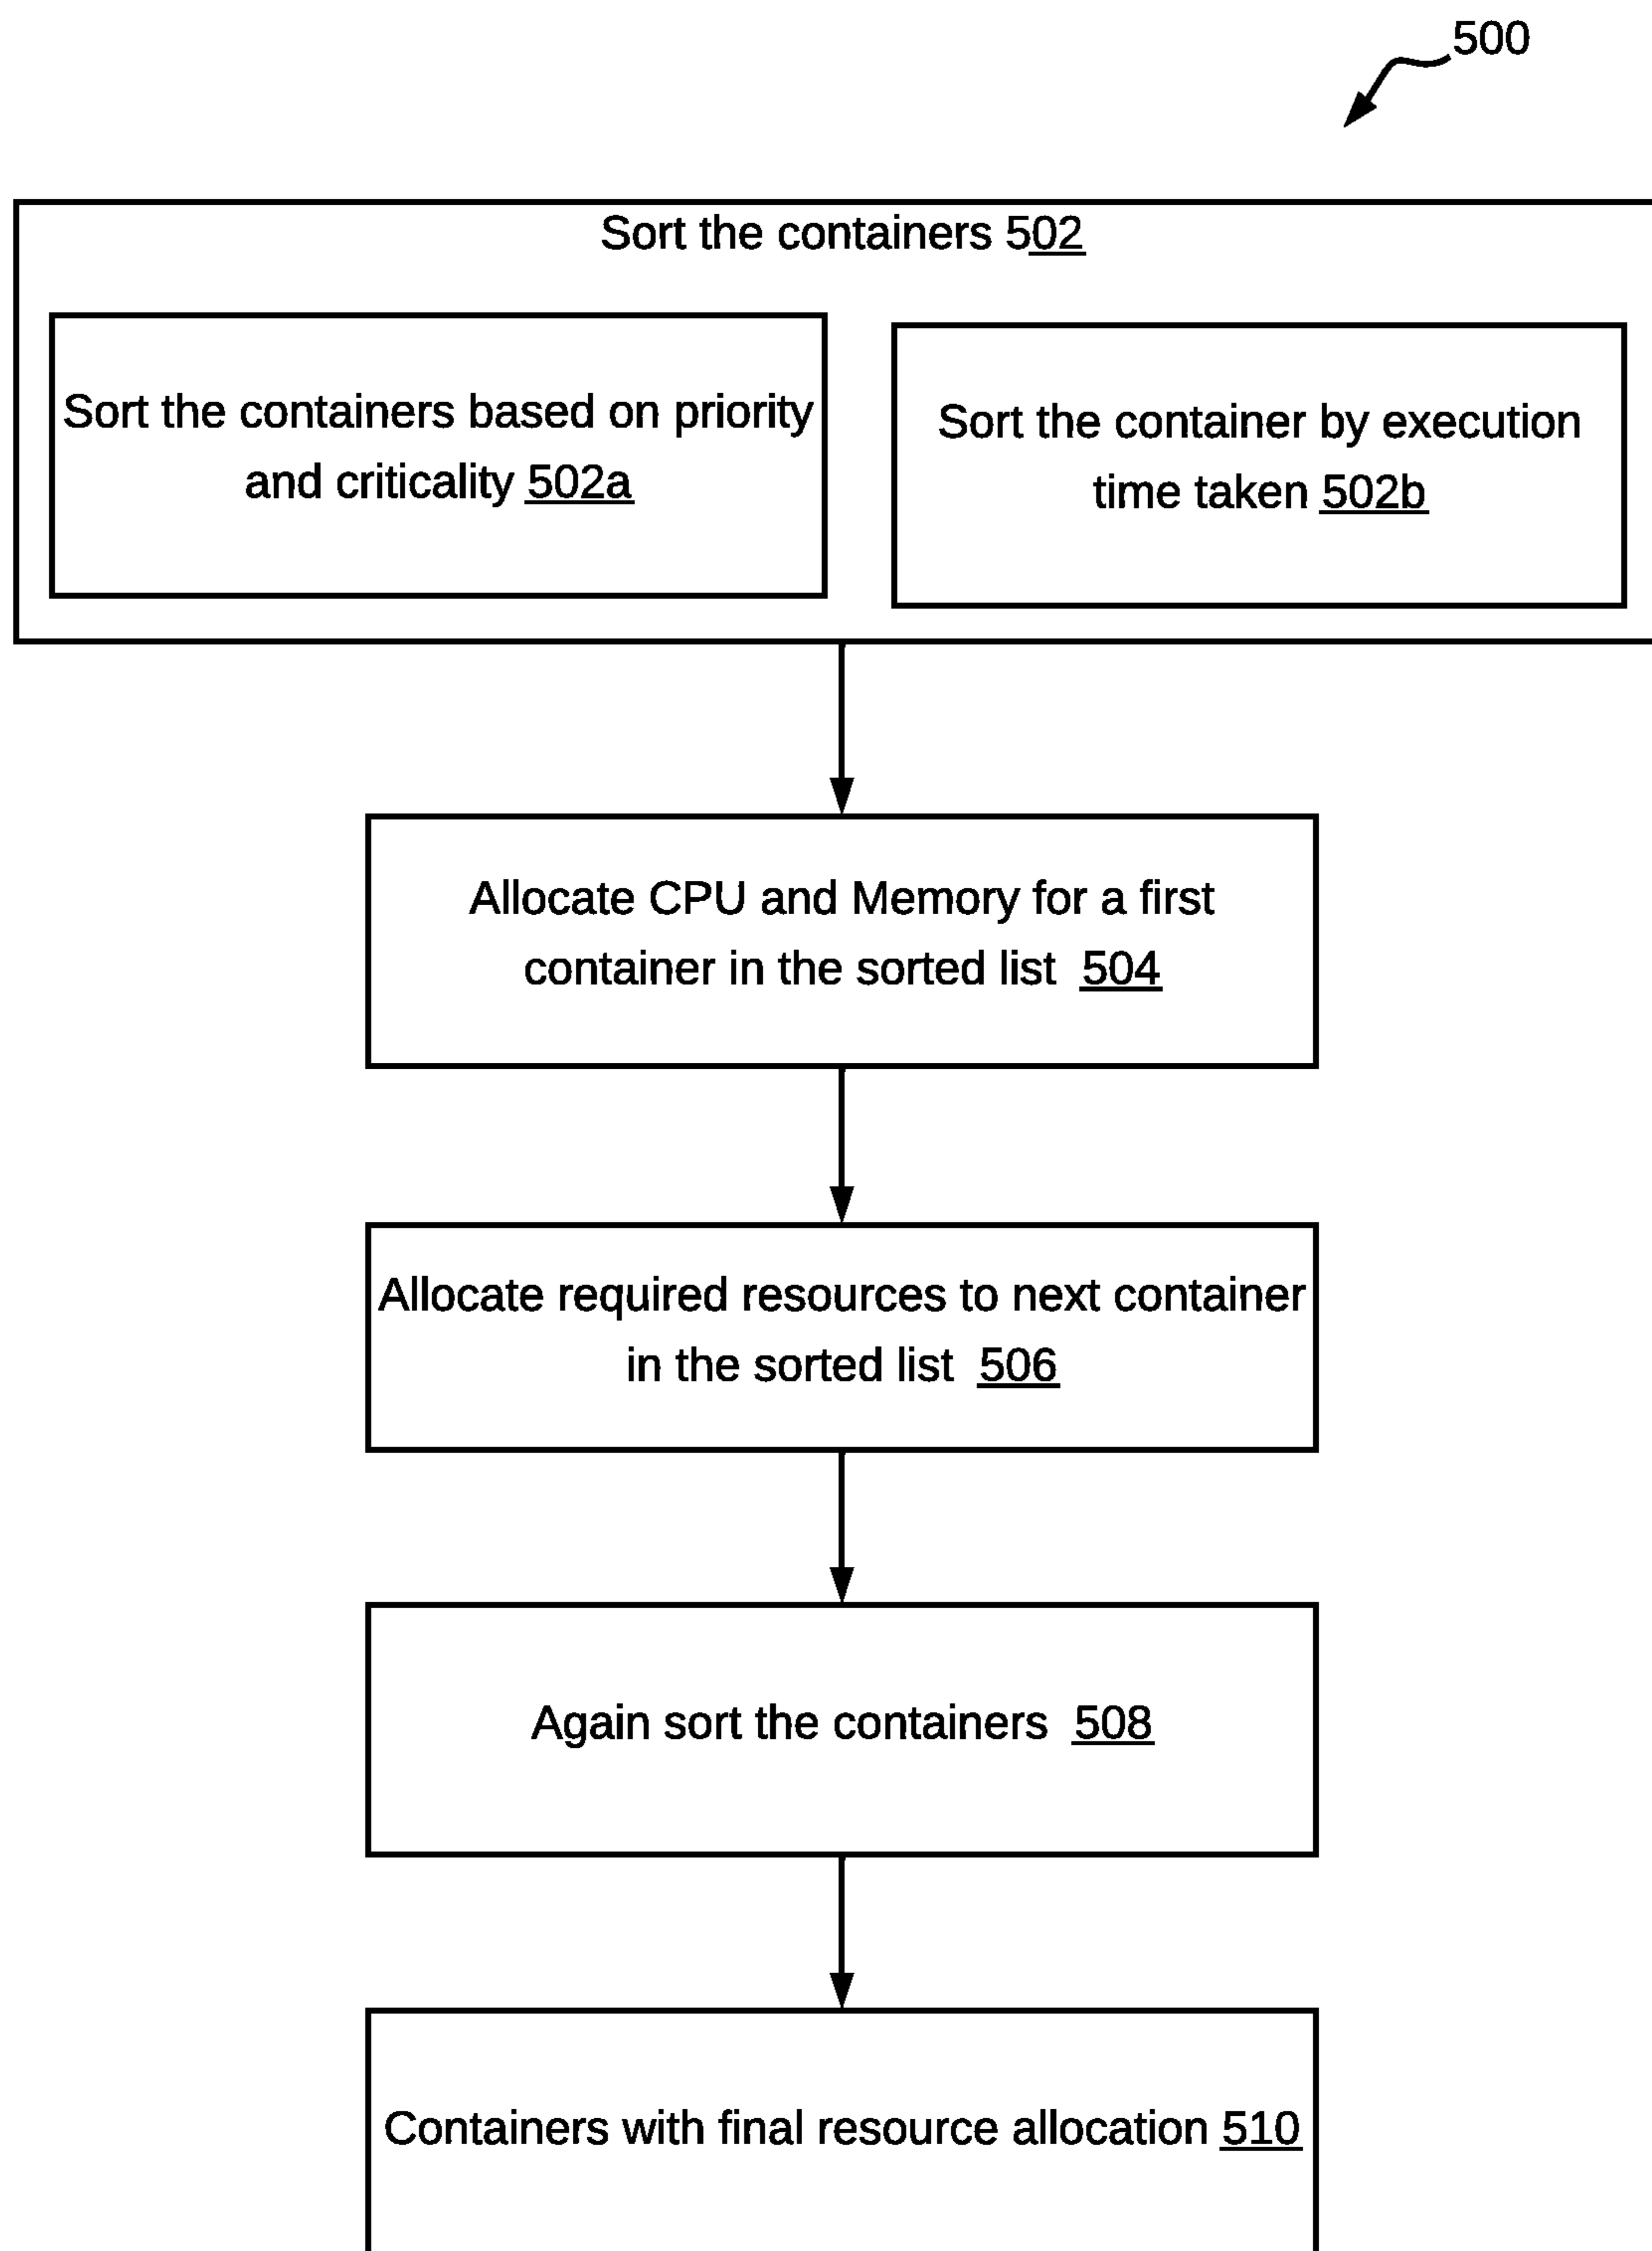 500
Sort the containers 502
Sort the containers based on priority
and criticality 502a
Sort the container by execution
time taken 502b
Allocate CPU and Memory for a first
container in the sorted list 504
Allocate required resources to next container
in the sorted list 506
Again sort the containers 508
Containers with final resource allocation 510